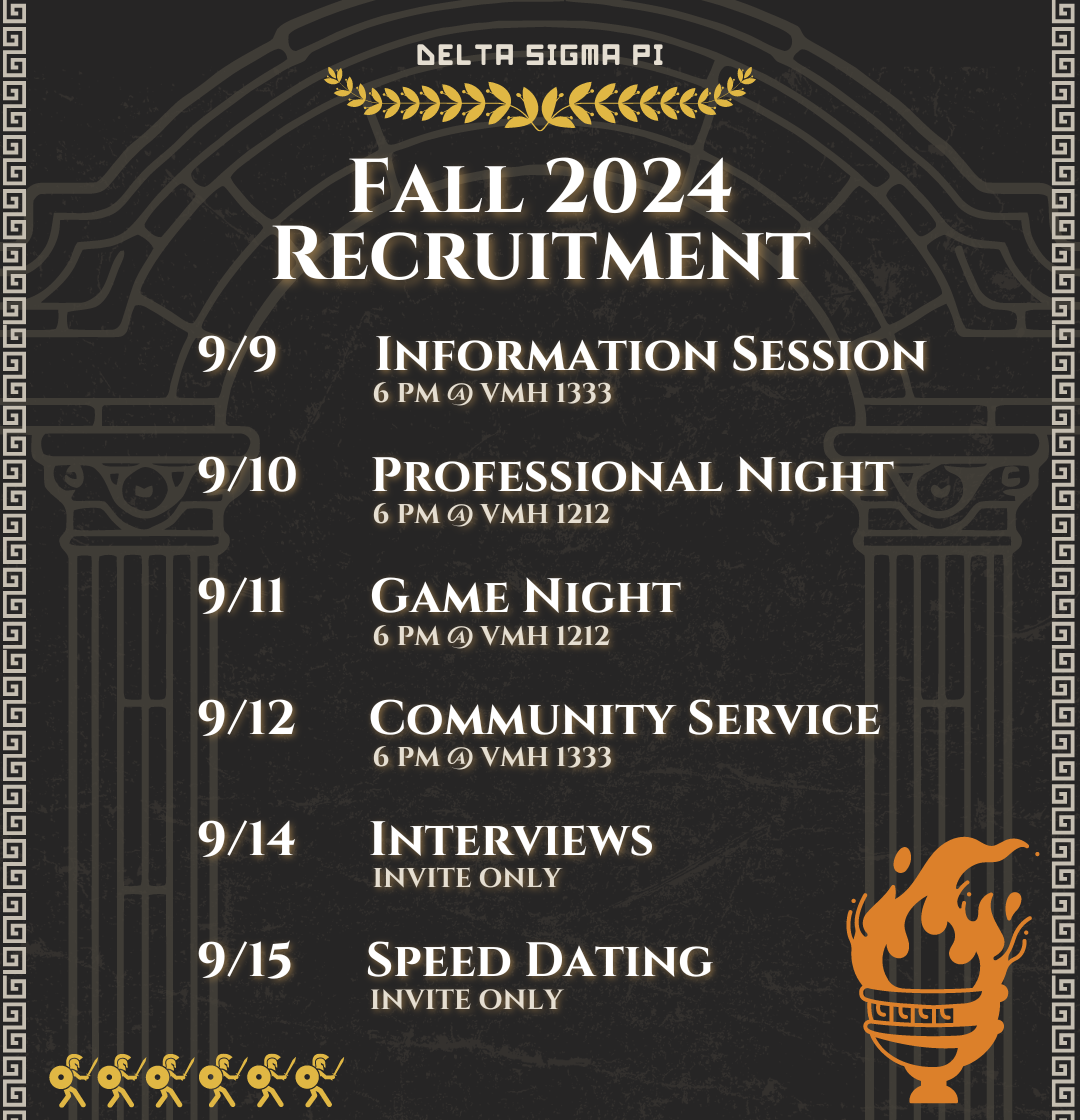 DELTA SIGMA PI
FALL 2024
RECRUITMENT
9/9 INFORMATION SESSION
6 PM @ VMH 1333
9/10 PROFESSIONAL NIGHT
6 PM @ VMH 1212
9/11 GAME NIGHT
6 PM @ VMH 1212
9/12 COMMUNITY SERVICE
6 PM @ VMH 1333
9/14 INTERVIEWS
INVITE ONLY
9/15 SPEED DATING
INVITE ONLY